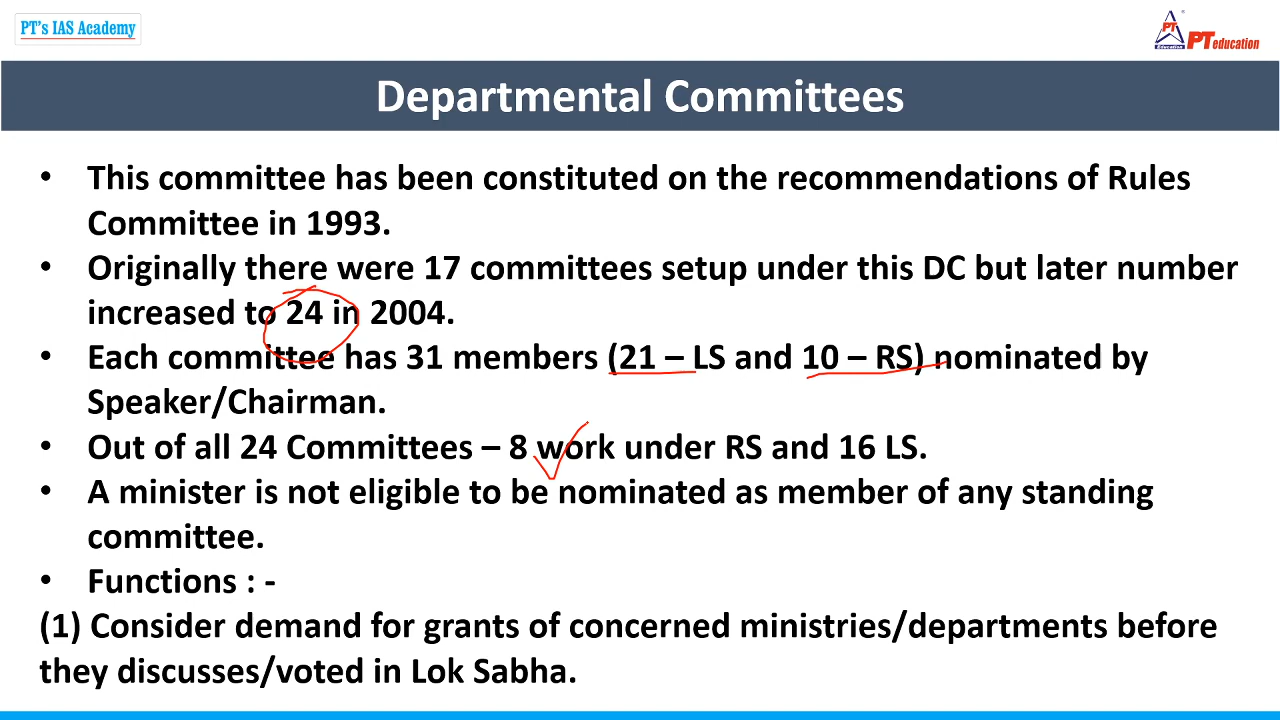 PT's IAS Academy
PT
Education
PT education
Departmental Committees
• This committee has been constituted on the recommendations of Rules
Committee in 1993.
• Originally there were 17 committees setup under this DC but later number
increased to 24 in 2004.
• Each committee has 31 members (21 – LS and 10 – RS) nominated by
Speaker/Chairman.
• Out of all 24 Committees – 8 work under RS and 16 LS.
• A minister is not eligible to be nominated as member of any standing
committee.
• Functions : -
(1) Consider demand for grants of concerned ministries/departments before
they discusses/voted in Lok Sabha.